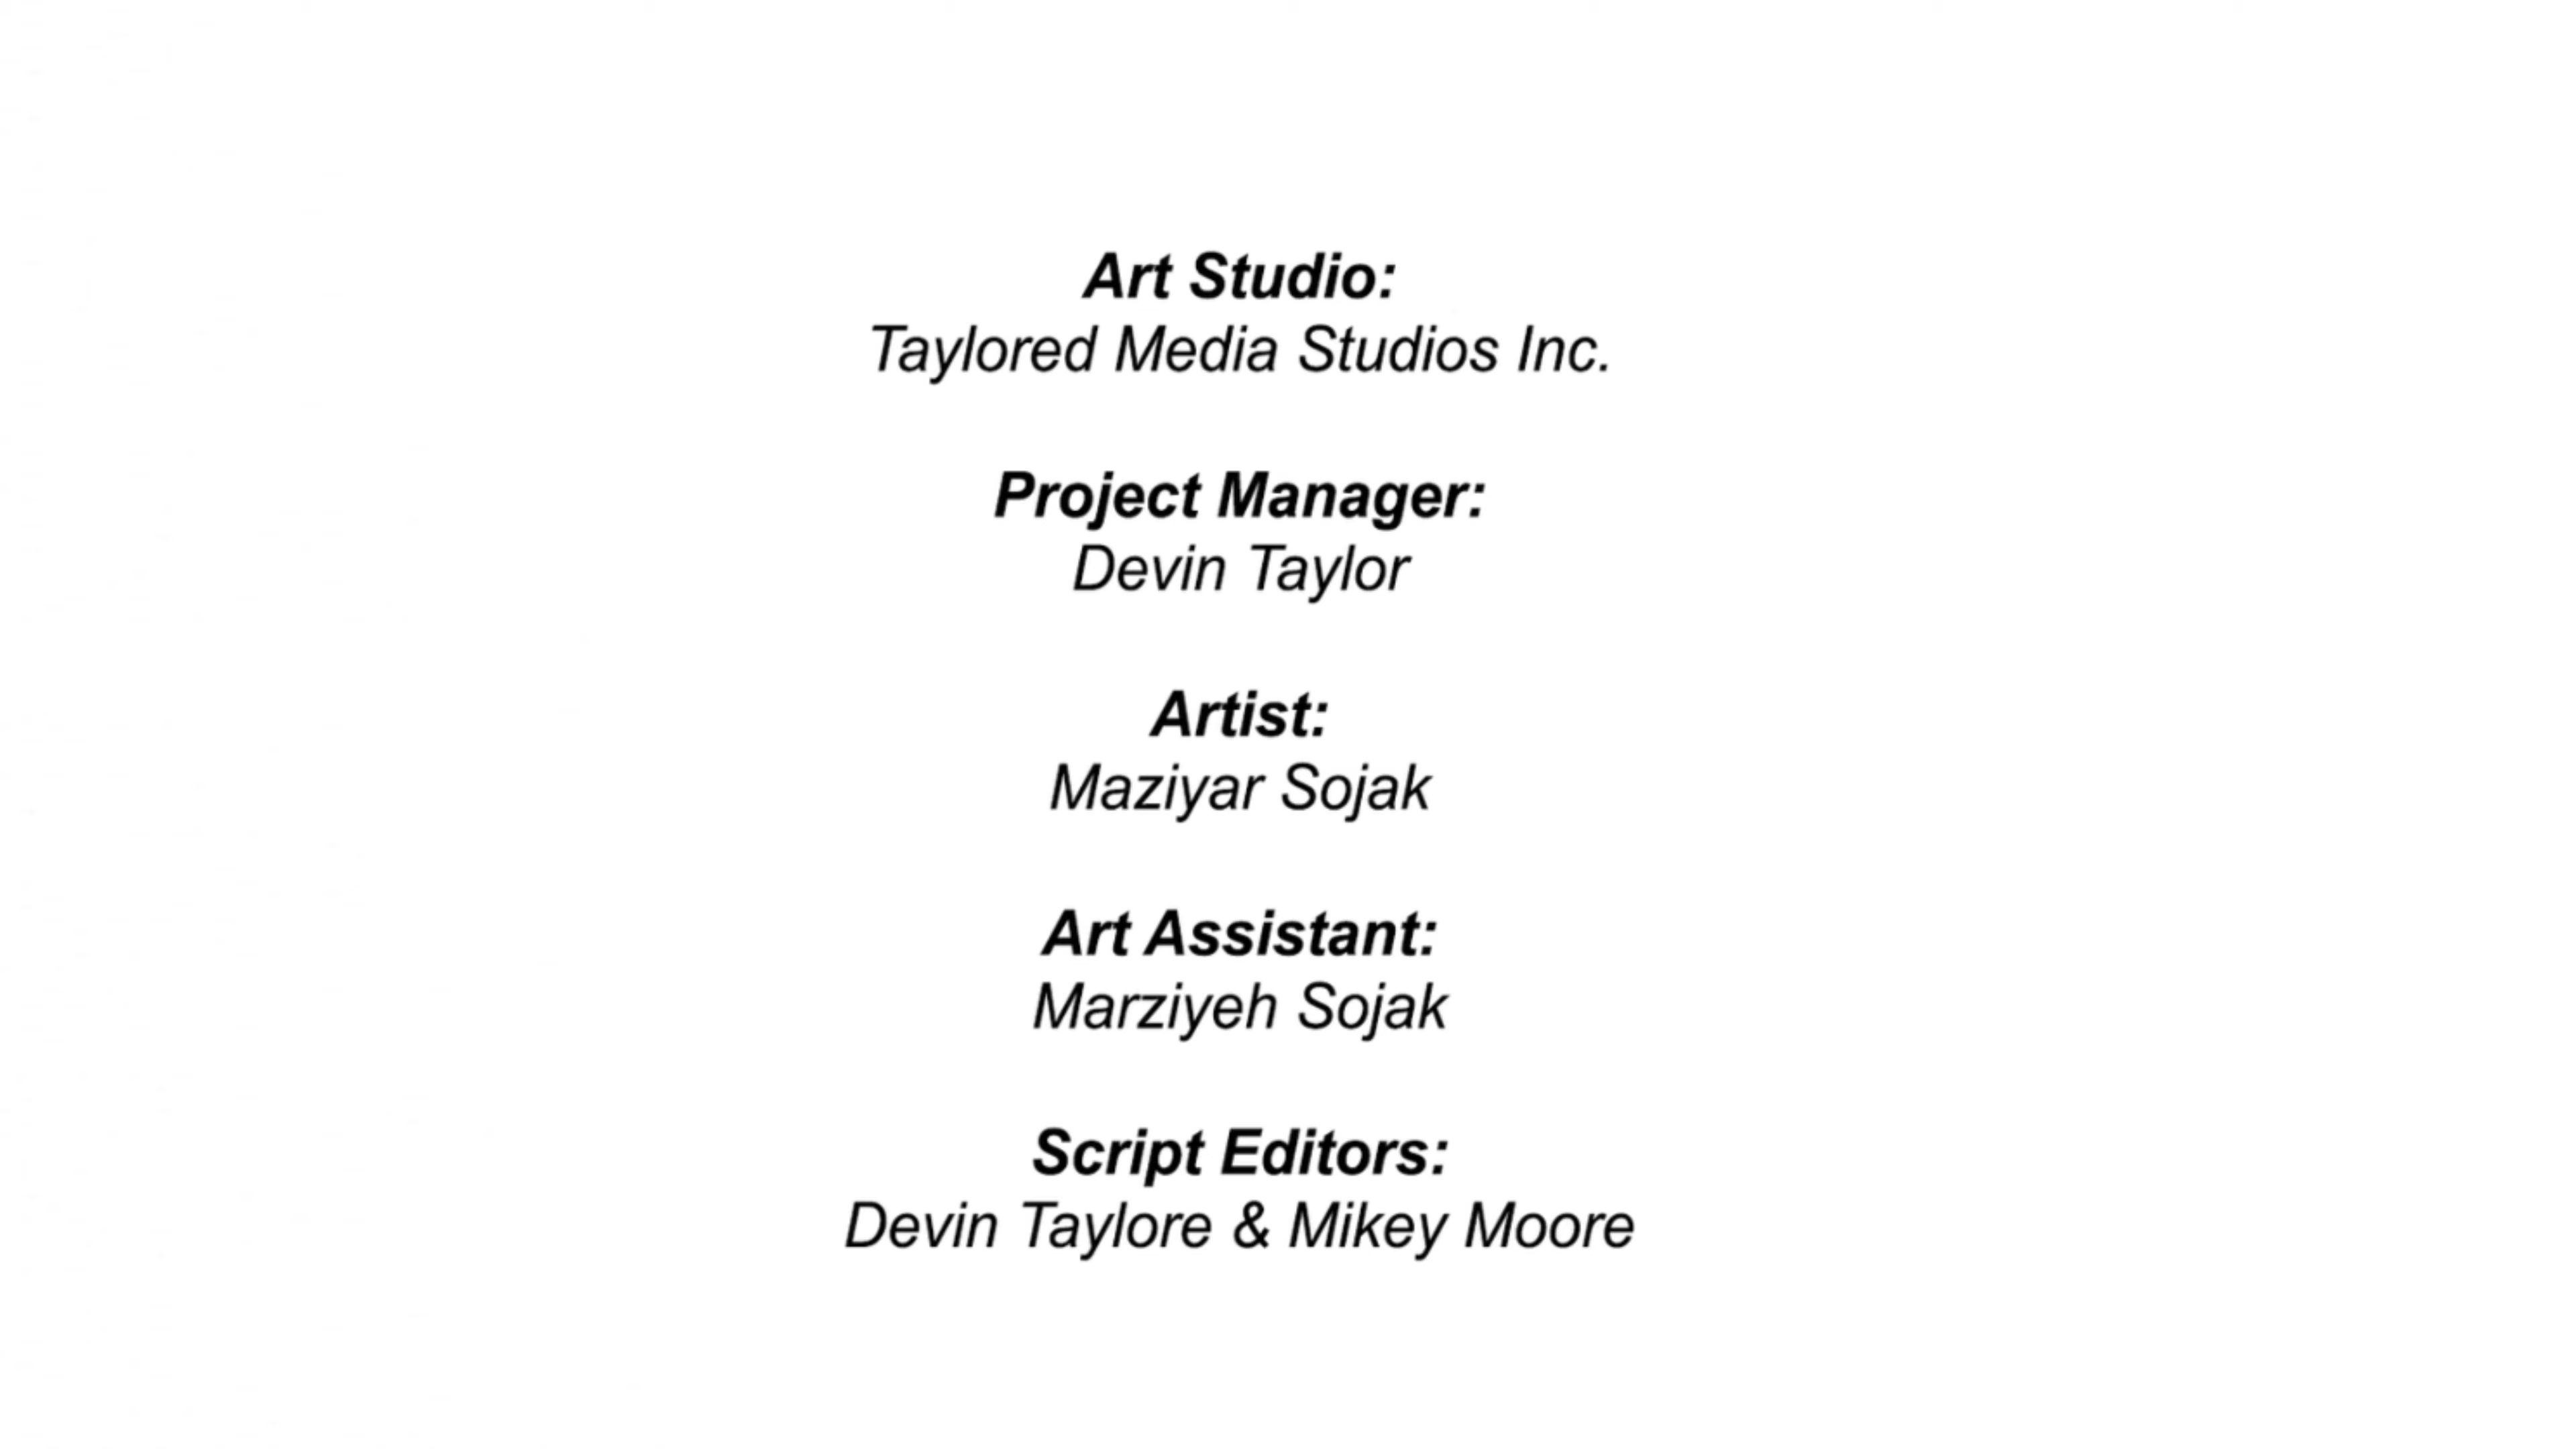 Art Studio:
Taylored Media Studios Inc.
Project Manager:
Devin Taylor
Artist:
Maziyar Sojak
Art Assistant:
Marziyeh Sojak
Script Editors:
Devin Taylore & Mikey Moore